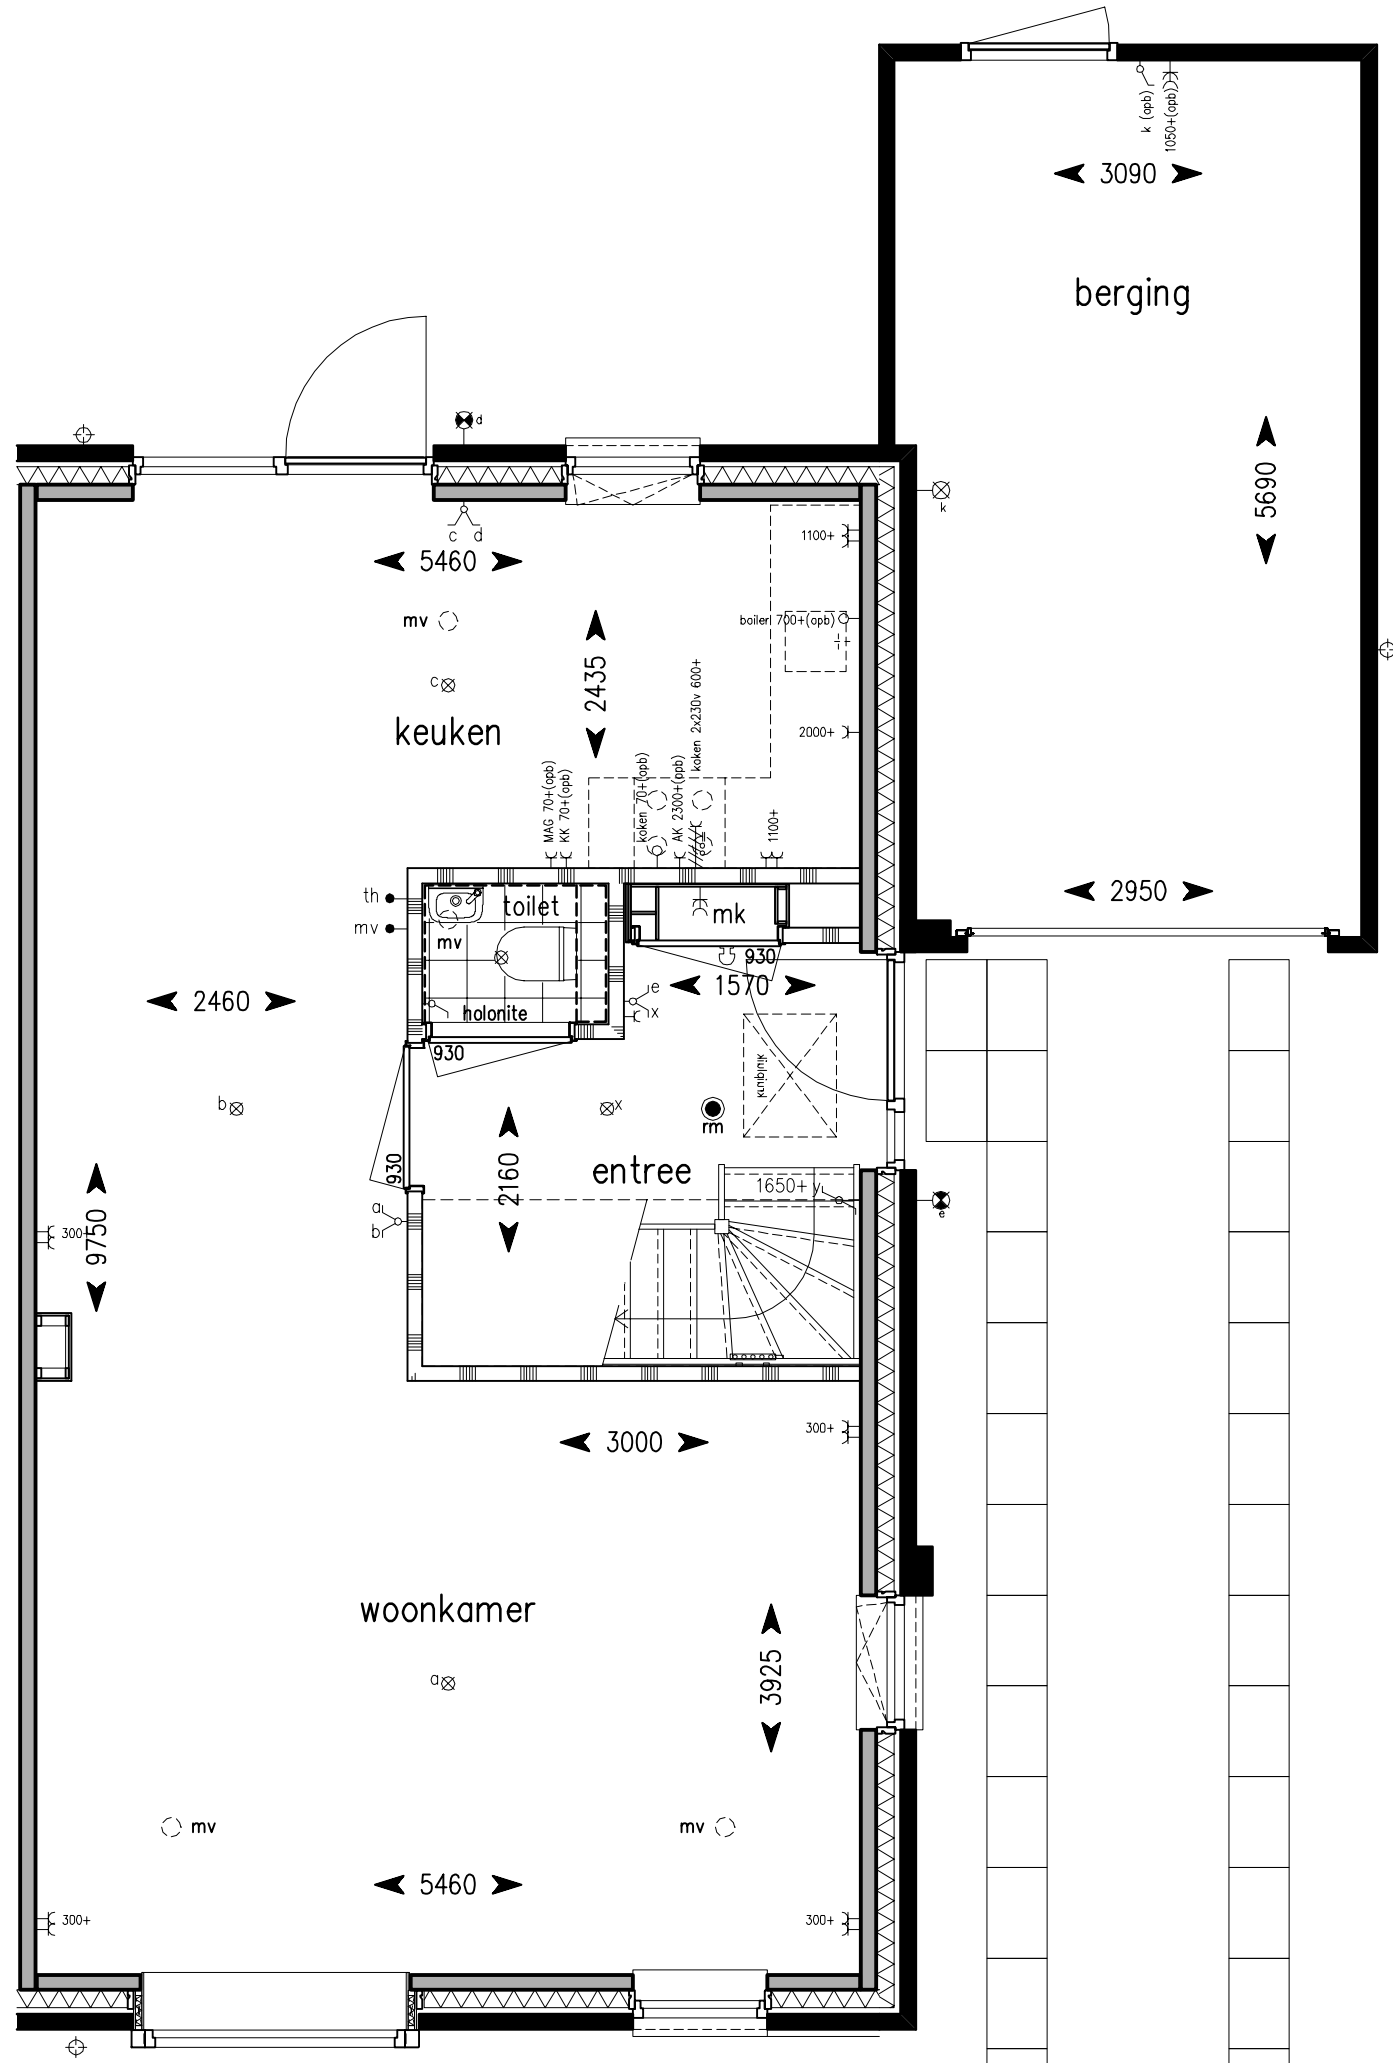 k (opb)
1050+(opb)
3090
berging
5690
d
k
c d
5460
1100+
mv
boiler 700+(opb)
2435
c
keuken
koken 2x230v 600+
2000+
MAG 70+(opb)
KK 70+(opb)
koken 70+(opb)
AK 2300+(opb)
1100+
2950
th
toilet
mk
mv
mv
930
1570
2460
e
x
holonite
930
kruipluik
b
x
rm
930
2160
entree
1650+ y
e
a
b
300+
9750
3000
300+
woonkamer
3925
a
mv
mv
5460
300+
300+